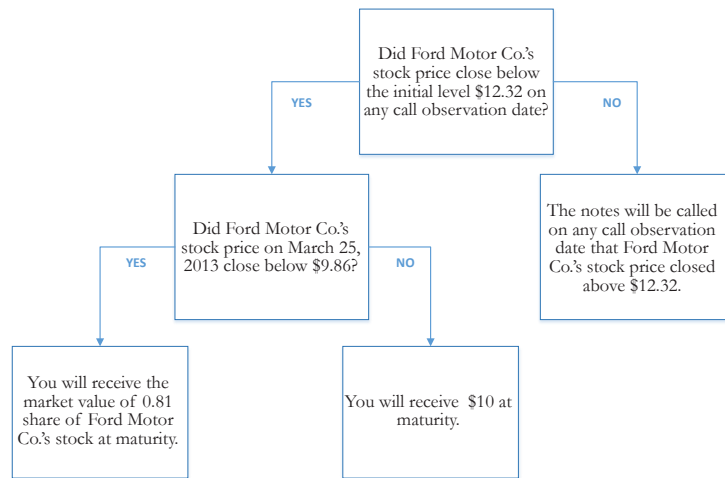 Did Ford Motor Co.'s
stock price close below
the initial level $12.32 on
any call observation date?
YES
NO
Did Ford Motor Co.'s
stock price on March 25,
2013 close below $9.86?
The notes will be called
on any call observation
date that Ford Motor
Co.'s stock price closed
above $12.32.
YES
NO
You will receive the
market value of 0.81
share of Ford Motor
Co.'s stock at maturity.
You will receive $10 at
maturity.